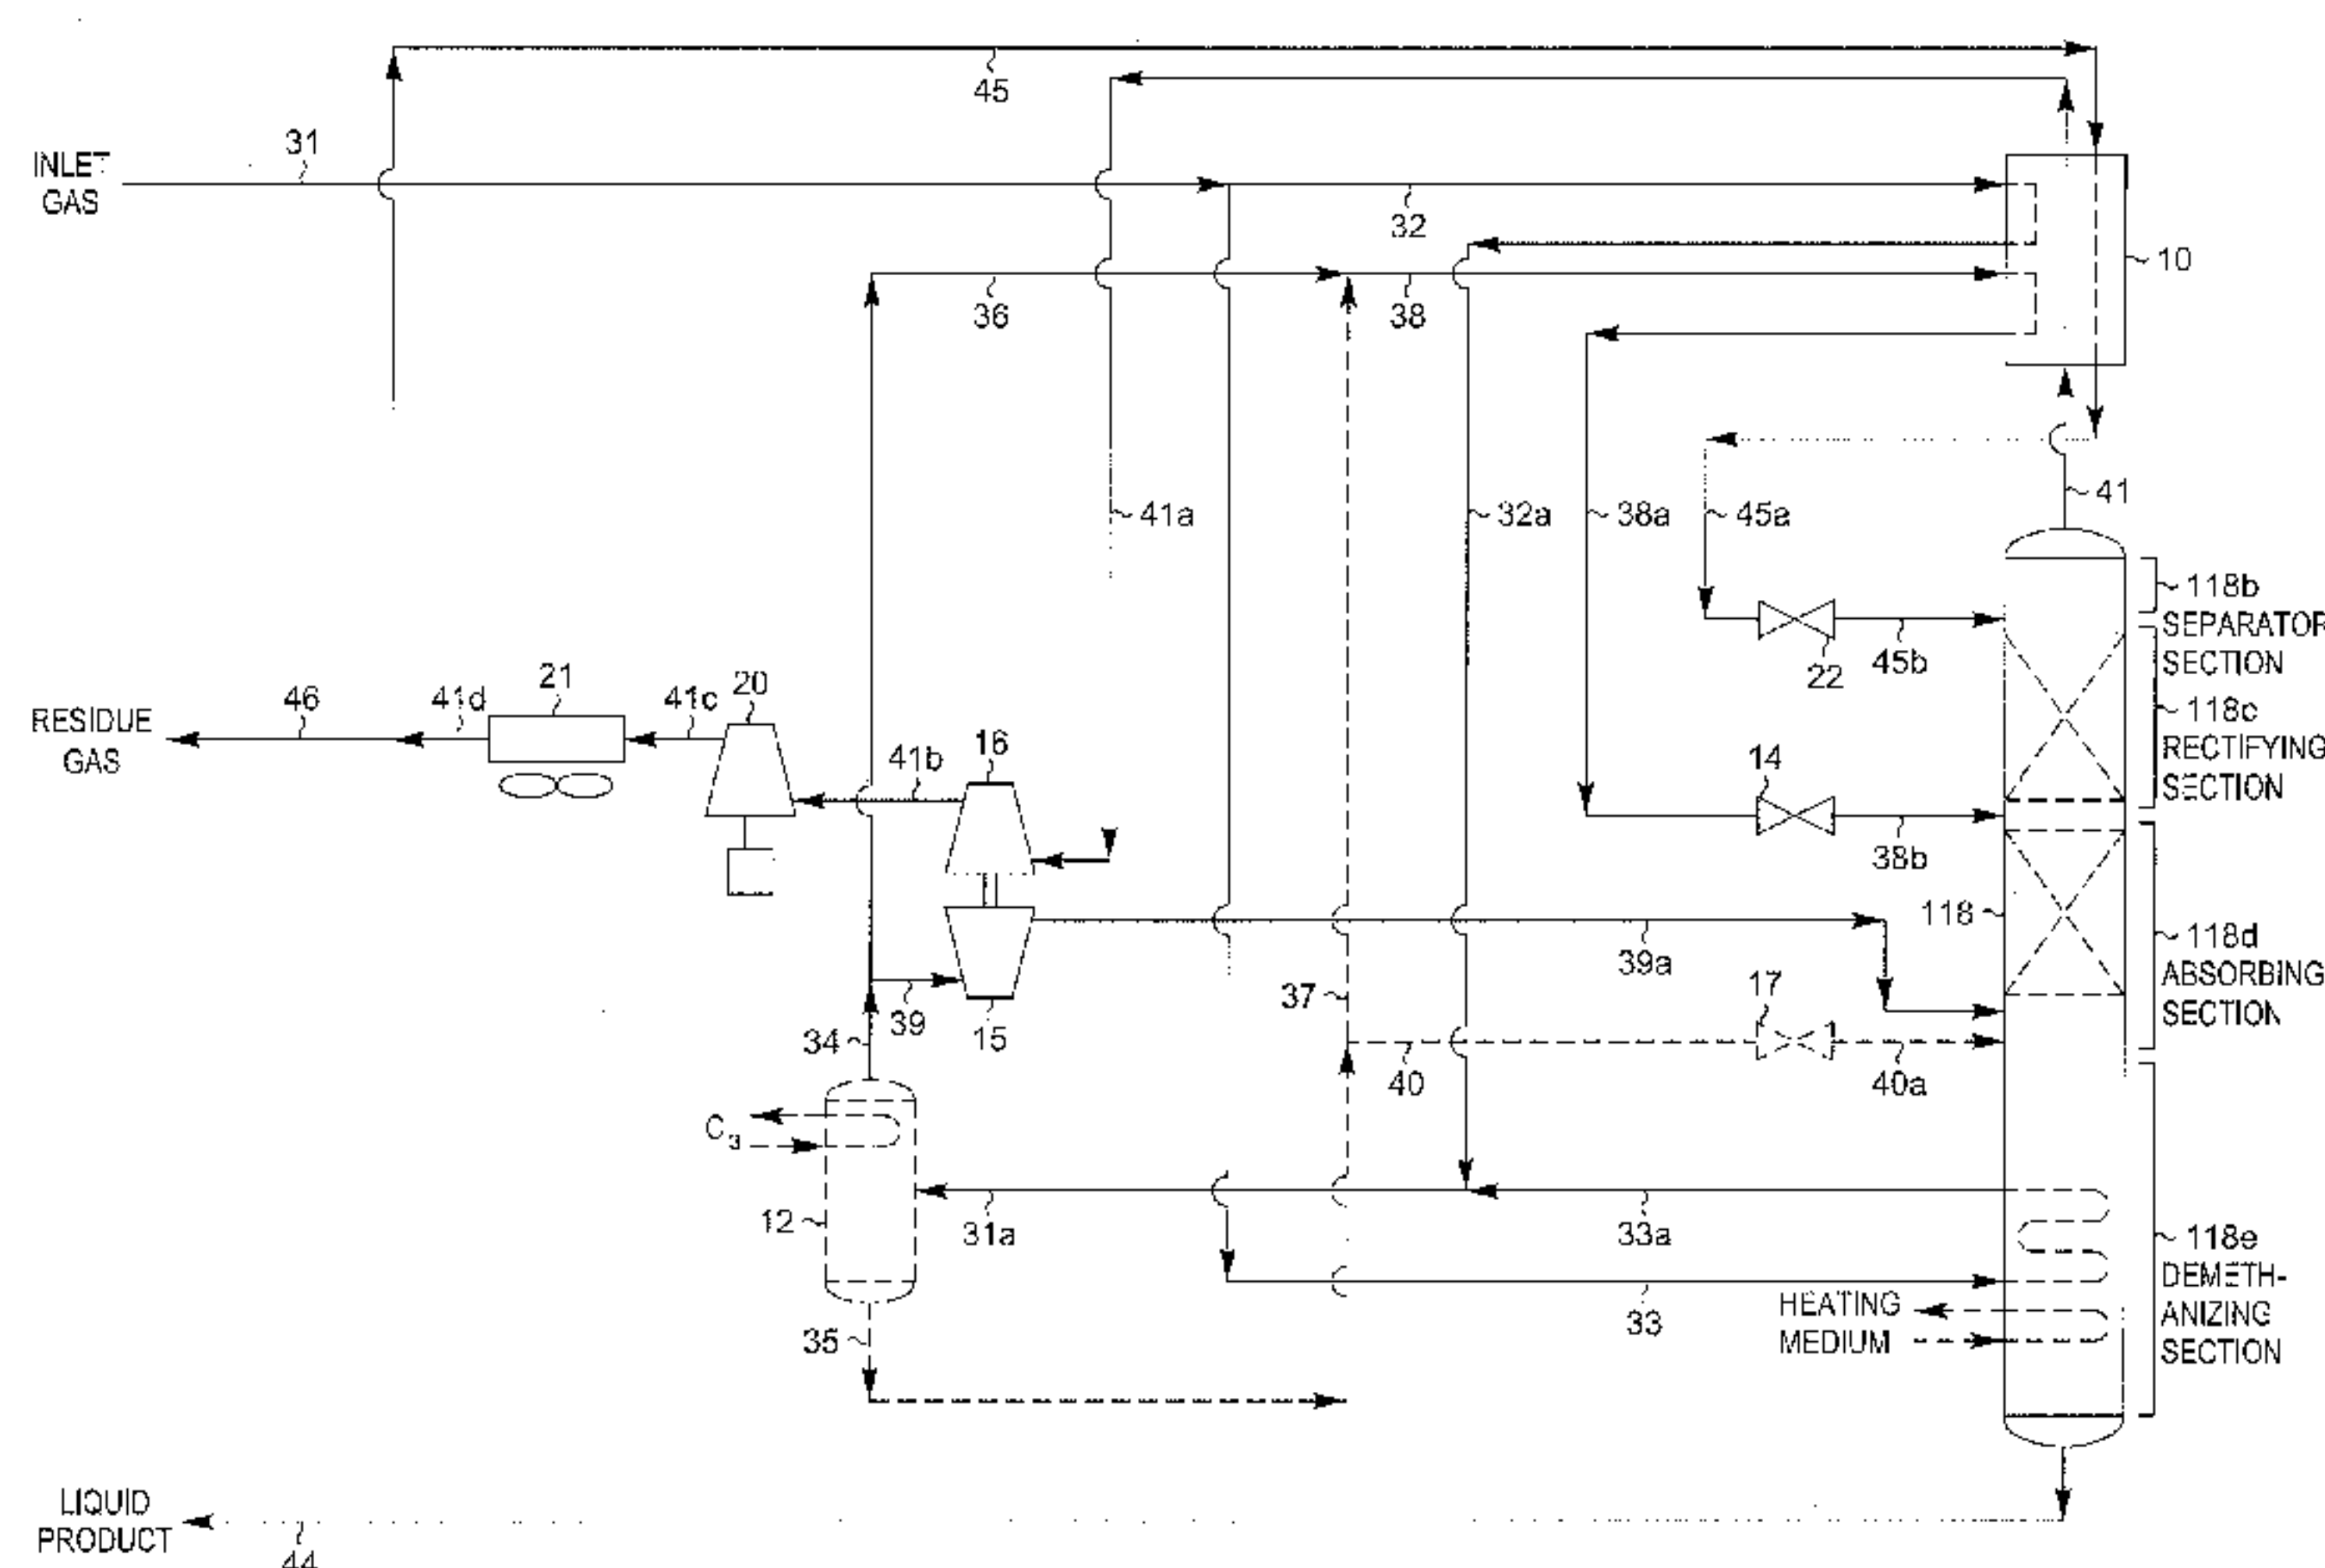 45
31
INLET
GAS
32
10
36
38
41
41a
32a
38a
45a
118b
SEPARATOR
SECTION
22
45b
118c
RECTIFYING
SECTION
46
41d
21
41c
20
RESIDUE
GAS
41b
16
14
38b
118
118d
ABSORBING
SECTION
39a
17
37
39
15
34
40
40a
C3
12
31a
33a
118e
DEMETH-
ANIZING
SECTION
HEATING
MEDIUM
33
35
LIQUID
PRODUCT
44